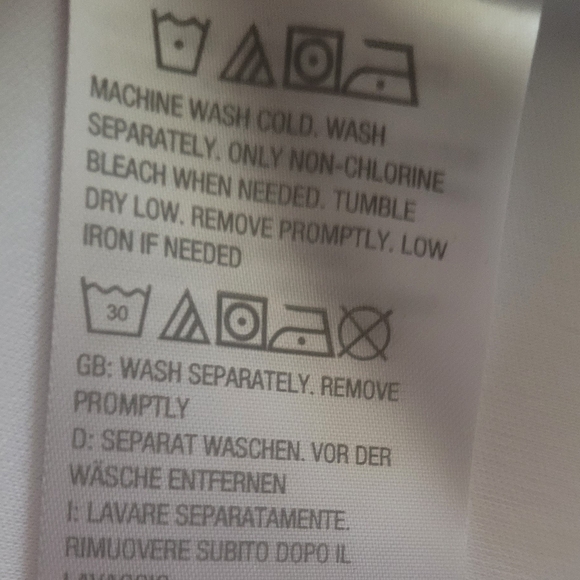 MACHINE WASH COLD. WASH
SEPARATELY. ONLY NON-CHLORINE
BLEACH WHEN NEEDED. TUMBLE
DRY LOW. REMOVE PROMPTLY. LOW
IRON IF NEEDED
30
GB: WASH SEPARATELY. REMOVE
PROMPTLY
D: SEPARAT WASCHEN. VOR DER
WÄSCHE ENTFERNEN
I: LAVARE SEPARATAMENTE.
RIMUOVERE SUBITO DOPO IL